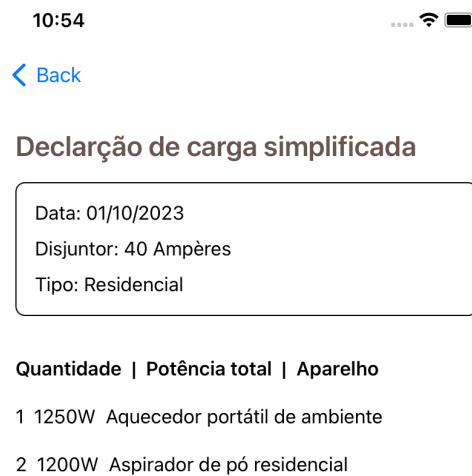 10:54
Back
Declarção de carga simplificada
Data: 01/10/2023
Disjuntor: 40 Ampères
Tipo: Residencial
Quantidade | Potência total | Aparelho
1 1250W Aquecedor portátil de ambiente
2 1200W Aspirador de pó residencial